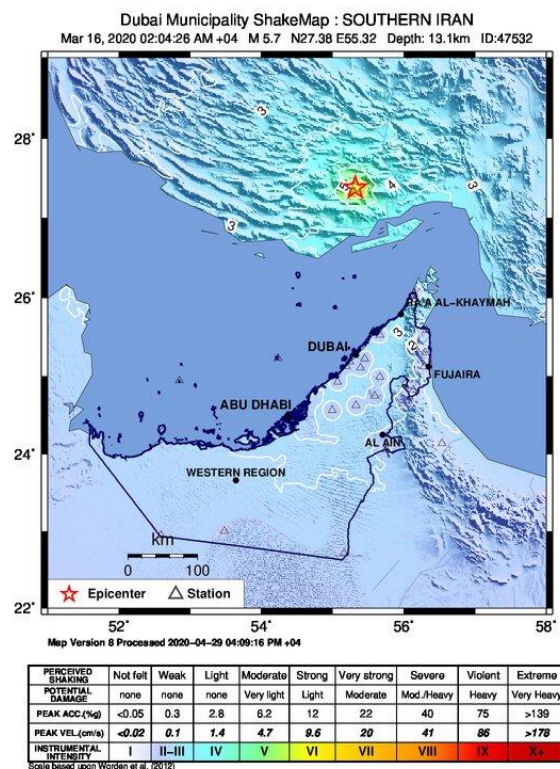 Dubai Municipality ShakeMap : SOUTHERN IRAN
Mar 16, 2020 02:04:26 AM +04 M 5.7 N27.38 E55.32 Depth: 13.1km ID:47532
3
3
28˚
5
4
3
3
26˚
RA'A AL-KHAYMAH
3
2
DUBAI
FUJAIRA
ABU DHABI
24˚
AL AIN
WESTERN REGION
km
0 100
Epicenter Station
22˚
52˚ 54˚ 56˚ 58˚
Map Version 8 Processed 2020-04-29 04:09:16 PM +04
PERCEIVED SHAKING Not felt Weak Light Moderate Strong Very strong Severe Violent Extreme
POTENTIAL DAMAGE none none none Very light Light Moderate Mod./Heavy Heavy Very Heavy
PEAK ACC.(%g) <0.05 0.3 2.8 6.2 12 22 40 75 >139
PEAK VEL.(cm/s) <0.02 0.1 1.4 4.7 9.6 20 41 86 >178
INSTRUMENTAL INTENSITY I II-III IV V VI VII VIII IX X+
Scale based upon Worden et al. (2012)